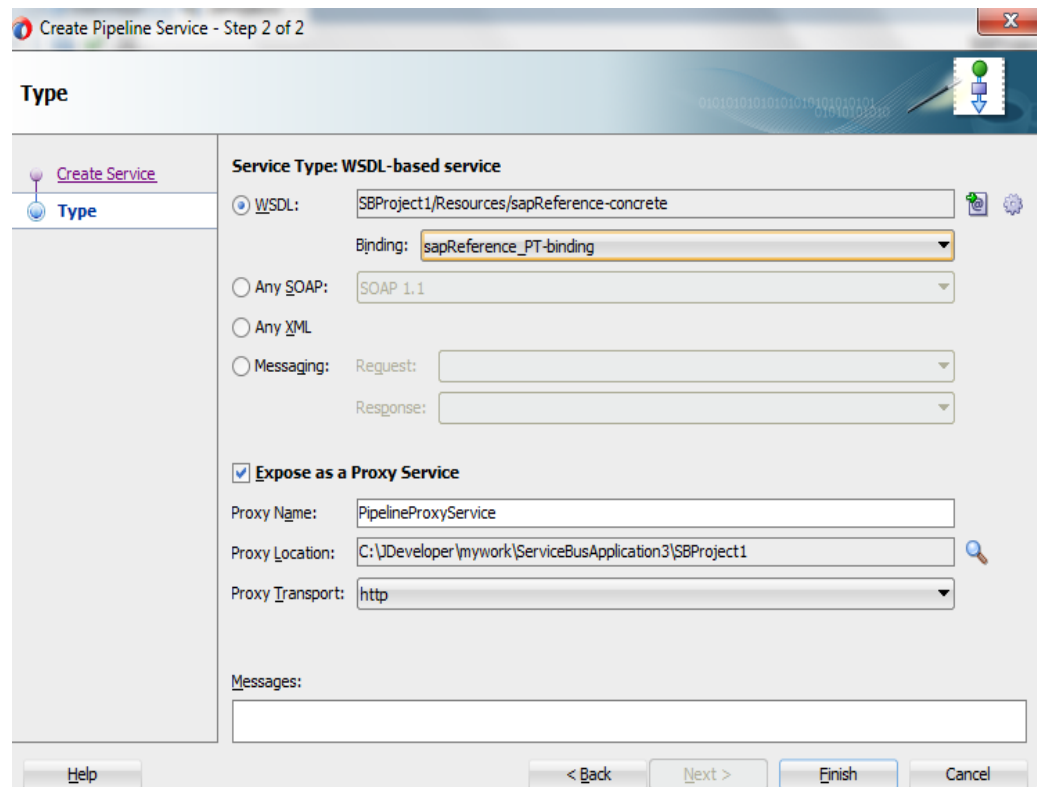 Create Pipeline Service - Step 2 of 2
Type
Create Service
Type
Service Type: WSDL-based service
WSDL: SBProject1/Resources/sapReference-concrete
Binding: sapReference_PT-binding
Any SOAP: SOAP 1.1
Any XML
Messaging: Request:
Response:
Expose as a Proxy Service
Proxy Name: PipelineProxyService
Proxy Location: C:\JDeveloper\mywork\ServiceBusApplication3\SBProject1
Proxy Transport: http
Messages:
Help < Back Next > Finish Cancel